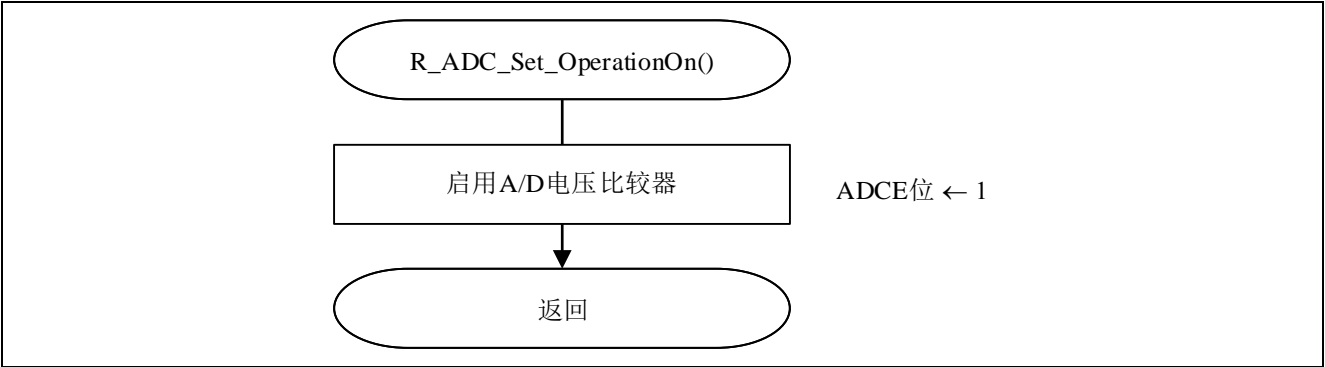 R_ADC_Set_OperationOn()
启用A/D电压比较器
ADCE位 ← 1
返回